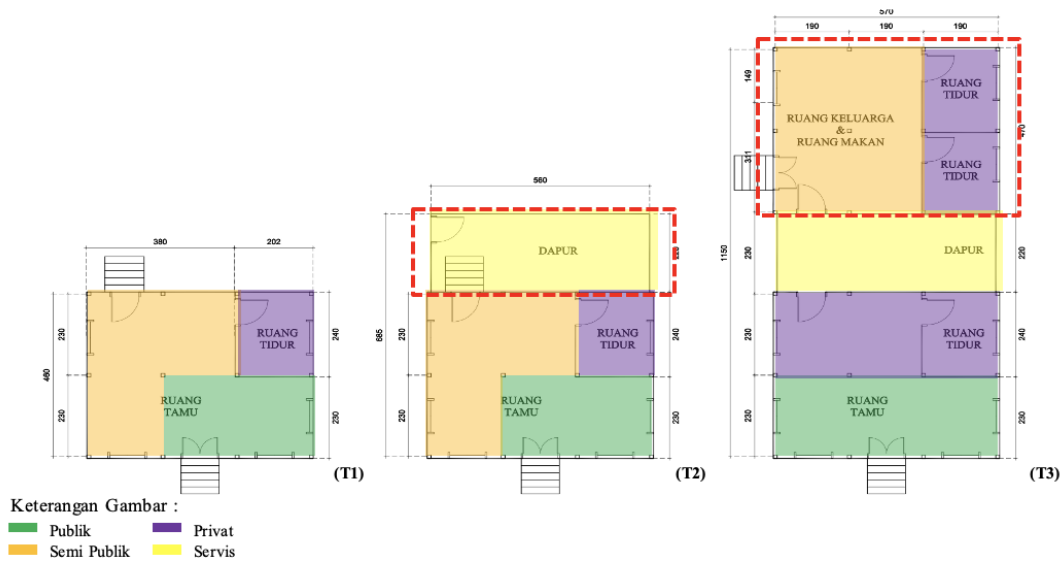 380
202
230
460
230
240
230
RUANG
TIDUR
RUANG
TAMU
(T1)
560
DAPUR
685
230
230
240
230
RUANG
TIDUR
RUANG
TAMU
(T2)
570
190
190
190
149
311
1150
230
230
230
470
220
240
230
RUANG KELUARGA
&
RUANG MAKAN
RUANG
TIDUR
RUANG
TIDUR
DAPUR
RUANG
TIDUR
RUANG
TAMU
(T3)
Keterangan Gambar :
Publik
Privat
Semi Publik
Servis